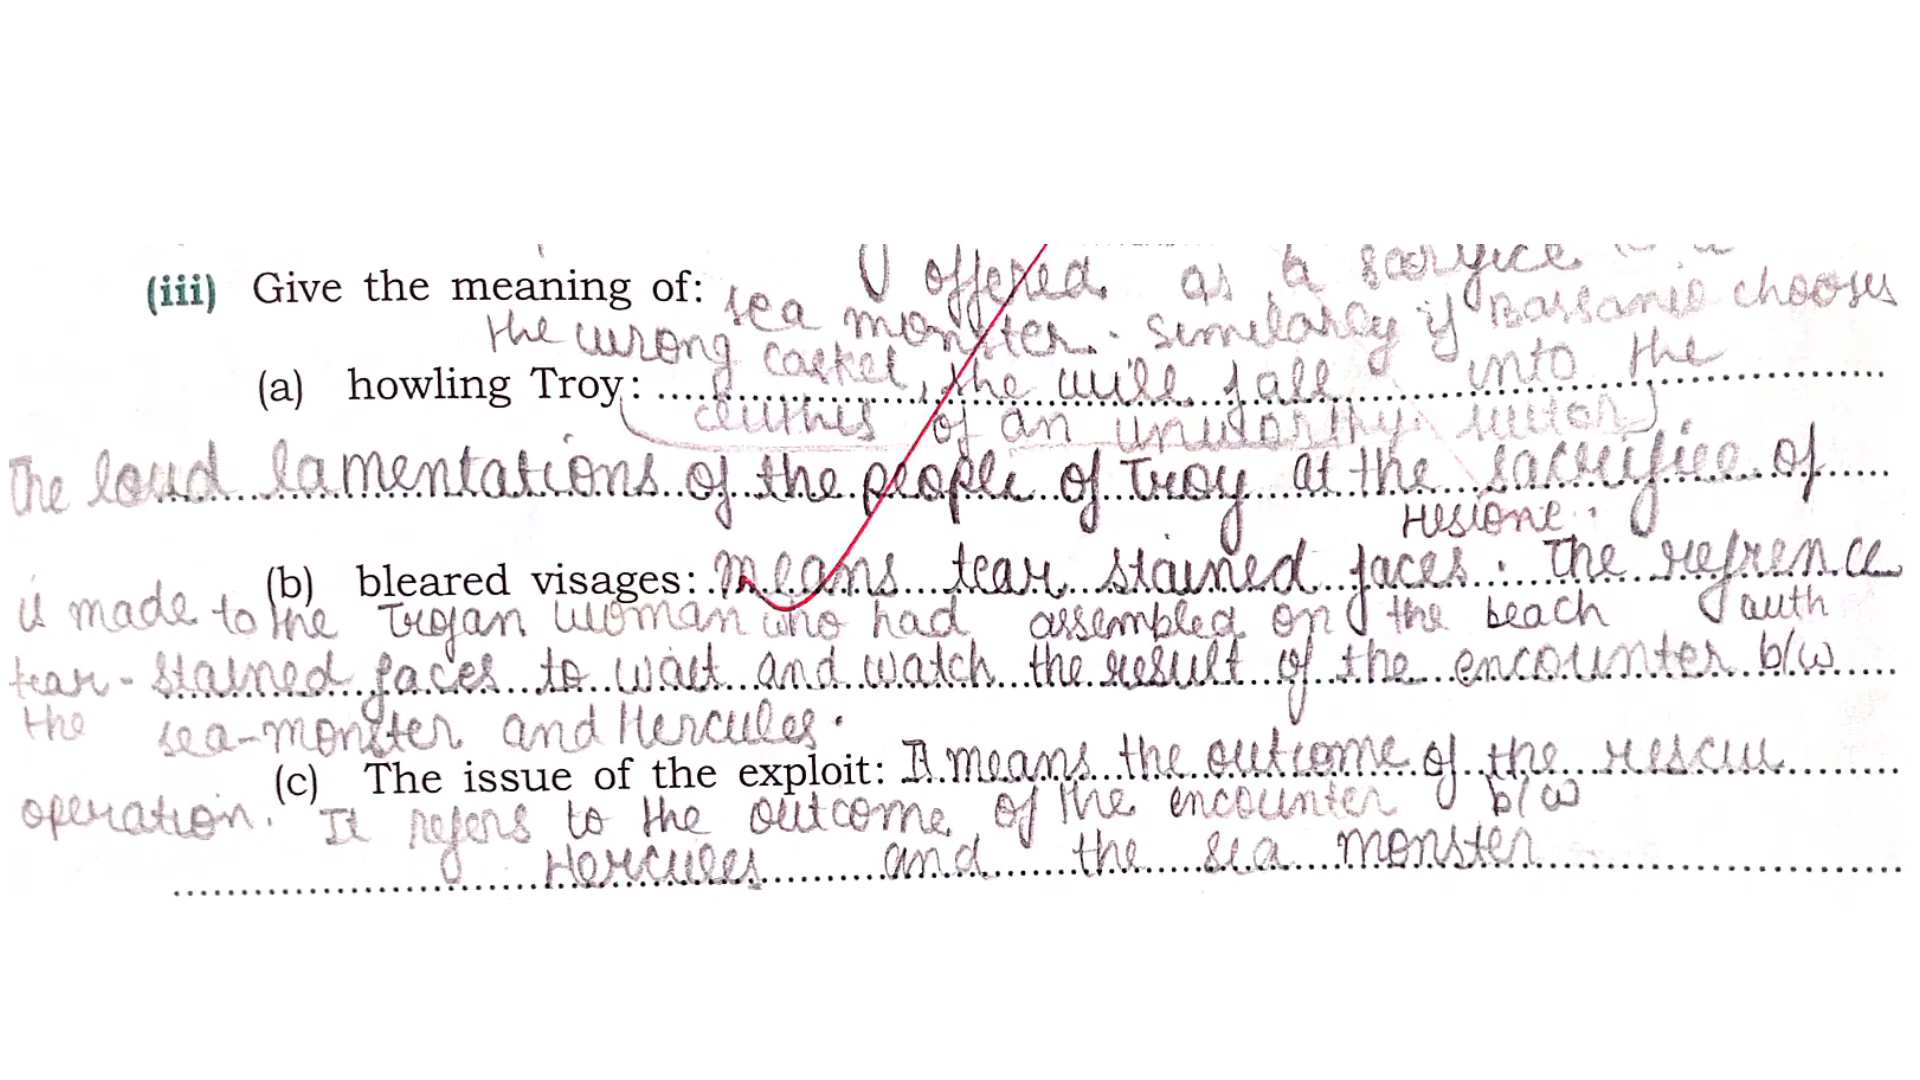 offered as a sacrifice
(iii) Give the meaning of: sea monster. Similarly if Bassanio chooses
the wrong casket, the will fall into the
(a) howling Troy:
cluthes of an unworthy suitor
The loud lamentations of the people of Troy at the sacrifice of
Hesione.
(b) bleared visages: means tear stained faces. The refrence
is made to the Trojan woman who had assembled on the beach
tear-stained faces to wait and watch the result of the encounter b/w
the sea-monster and Hercules.
(c) The issue of the exploit: It means the outcome of the rescue
operation. It refers to the outcome of the encounter b/w
Hercules and the sea monster